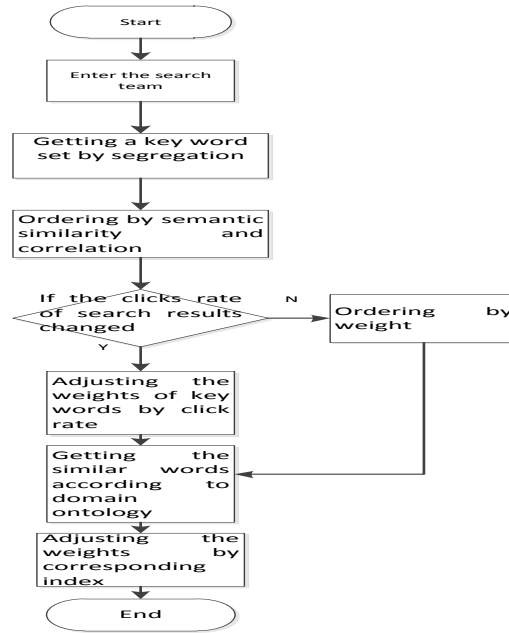 Start
Enter the search
team
Getting a key word
set by segregation
Ordering by semantic
similarity and
correlation
If the clicks rate
of search results
changed
N
Ordering by
weight
Y
Adjusting the
weights of key
words by click
rate
Getting the
similar words
according to
domain
ontology
Adjusting the
weights by
corresponding
index
End